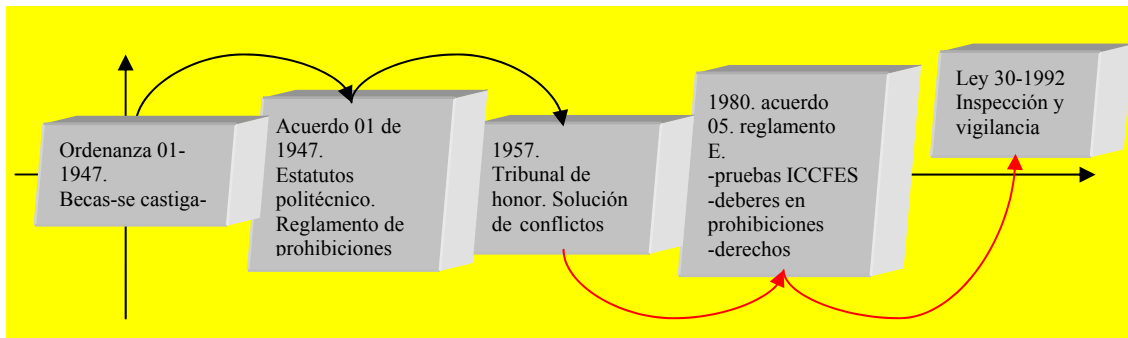 Ordenanza 01-
1947.
Becas-se castiga-
Acuerdo 01 de
1947.
Estatutos
politécnico.
Reglamento de
prohibiciones
1957.
Tribunal de
honor. Solución
de conflictos
1980. acuerdo
05. reglamento
E.
-pruebas ICCFES
-deberes en
prohibiciones
-derechos
Ley 30-1992
Inspección y
vigilancia